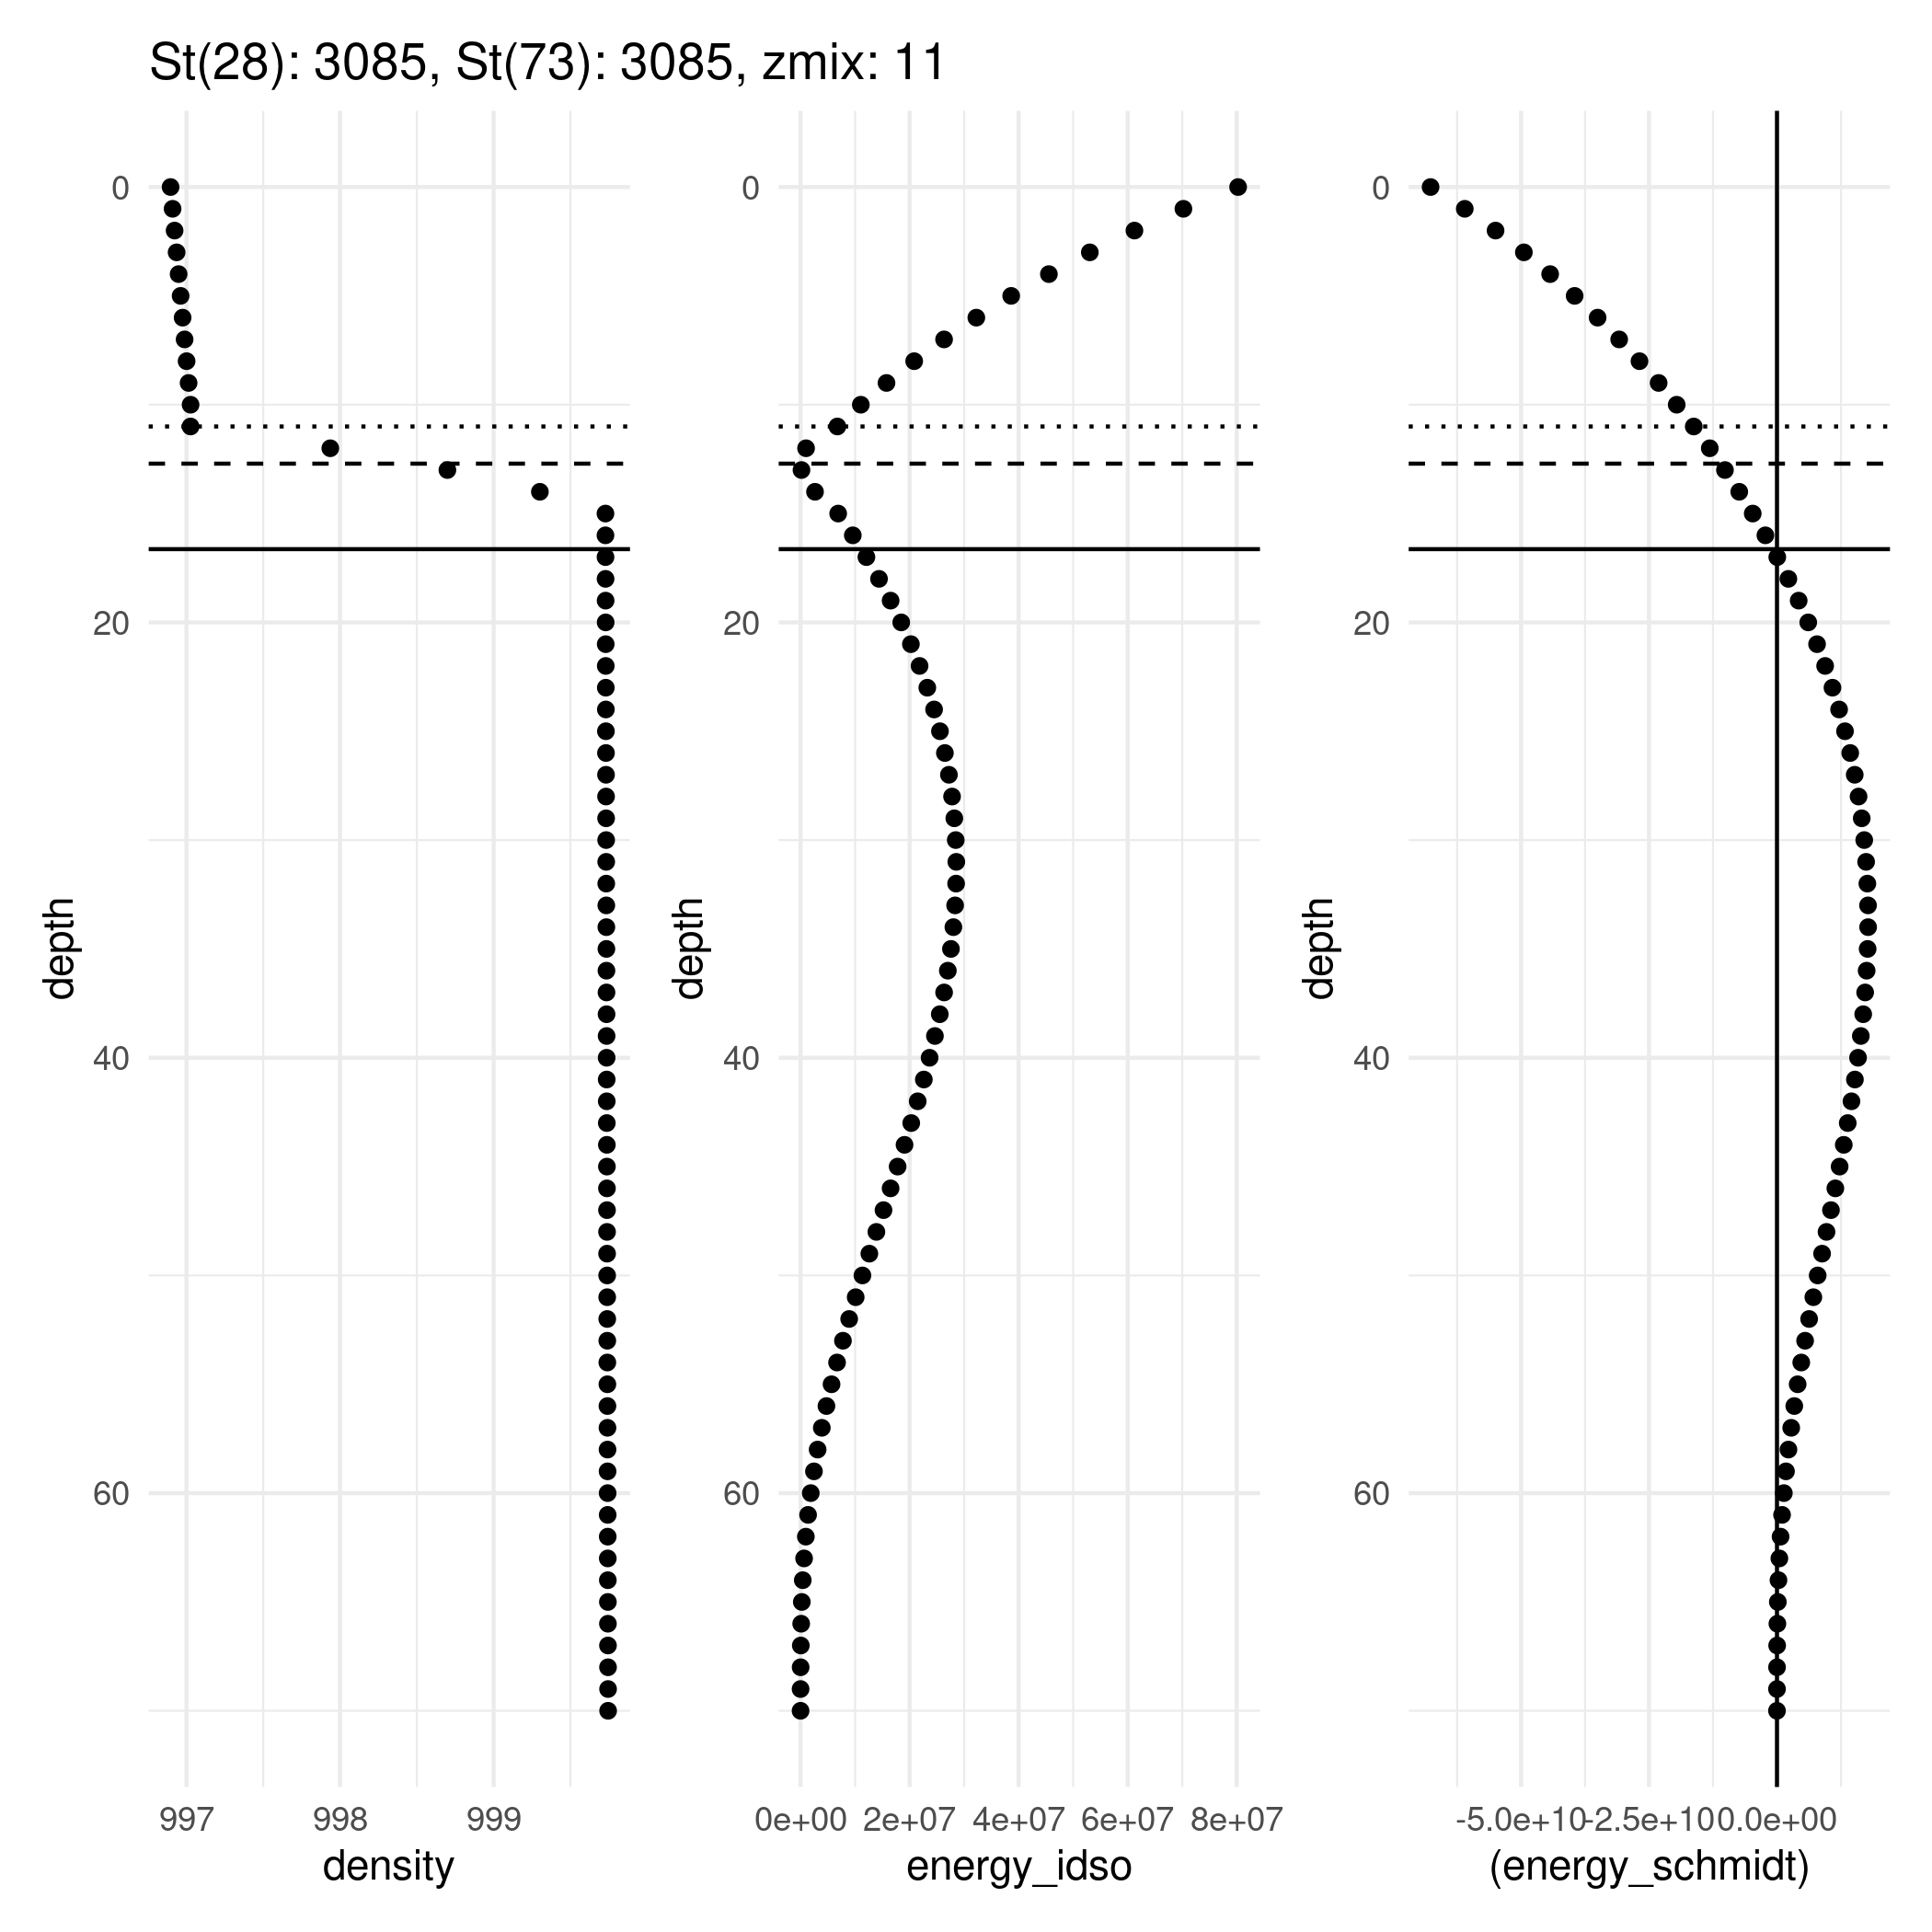 St(28): 3085, St(73): 3085, zmix: 11
depth
0
20
40
60
997 998 999
density
depth
0
20
40
60
0e+00 2e+07 4e+07 6e+07 8e+07
energy_idso
depth
0
20
40
60
-5.0e+10 -2.5e+10 0.0e+00
(energy_schmidt)